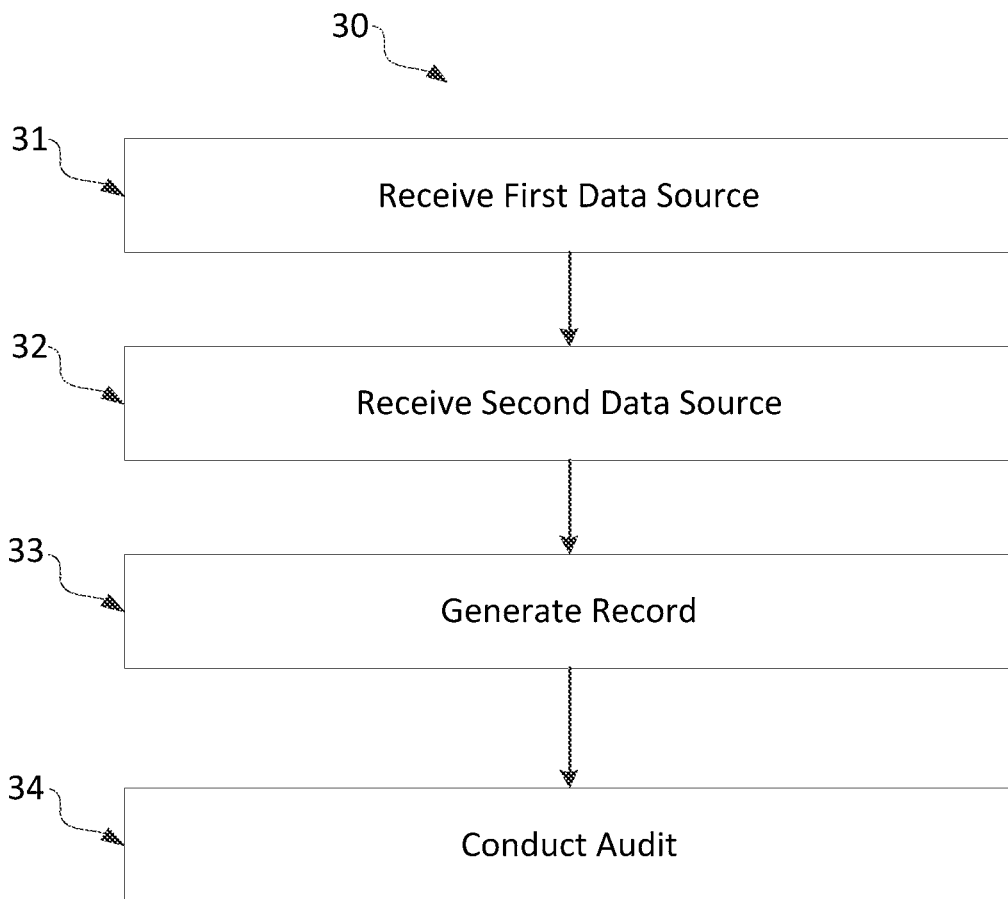 30
31
Receive First Data Source
32
Receive Second Data Source
33
Generate Record
34
Conduct Audit